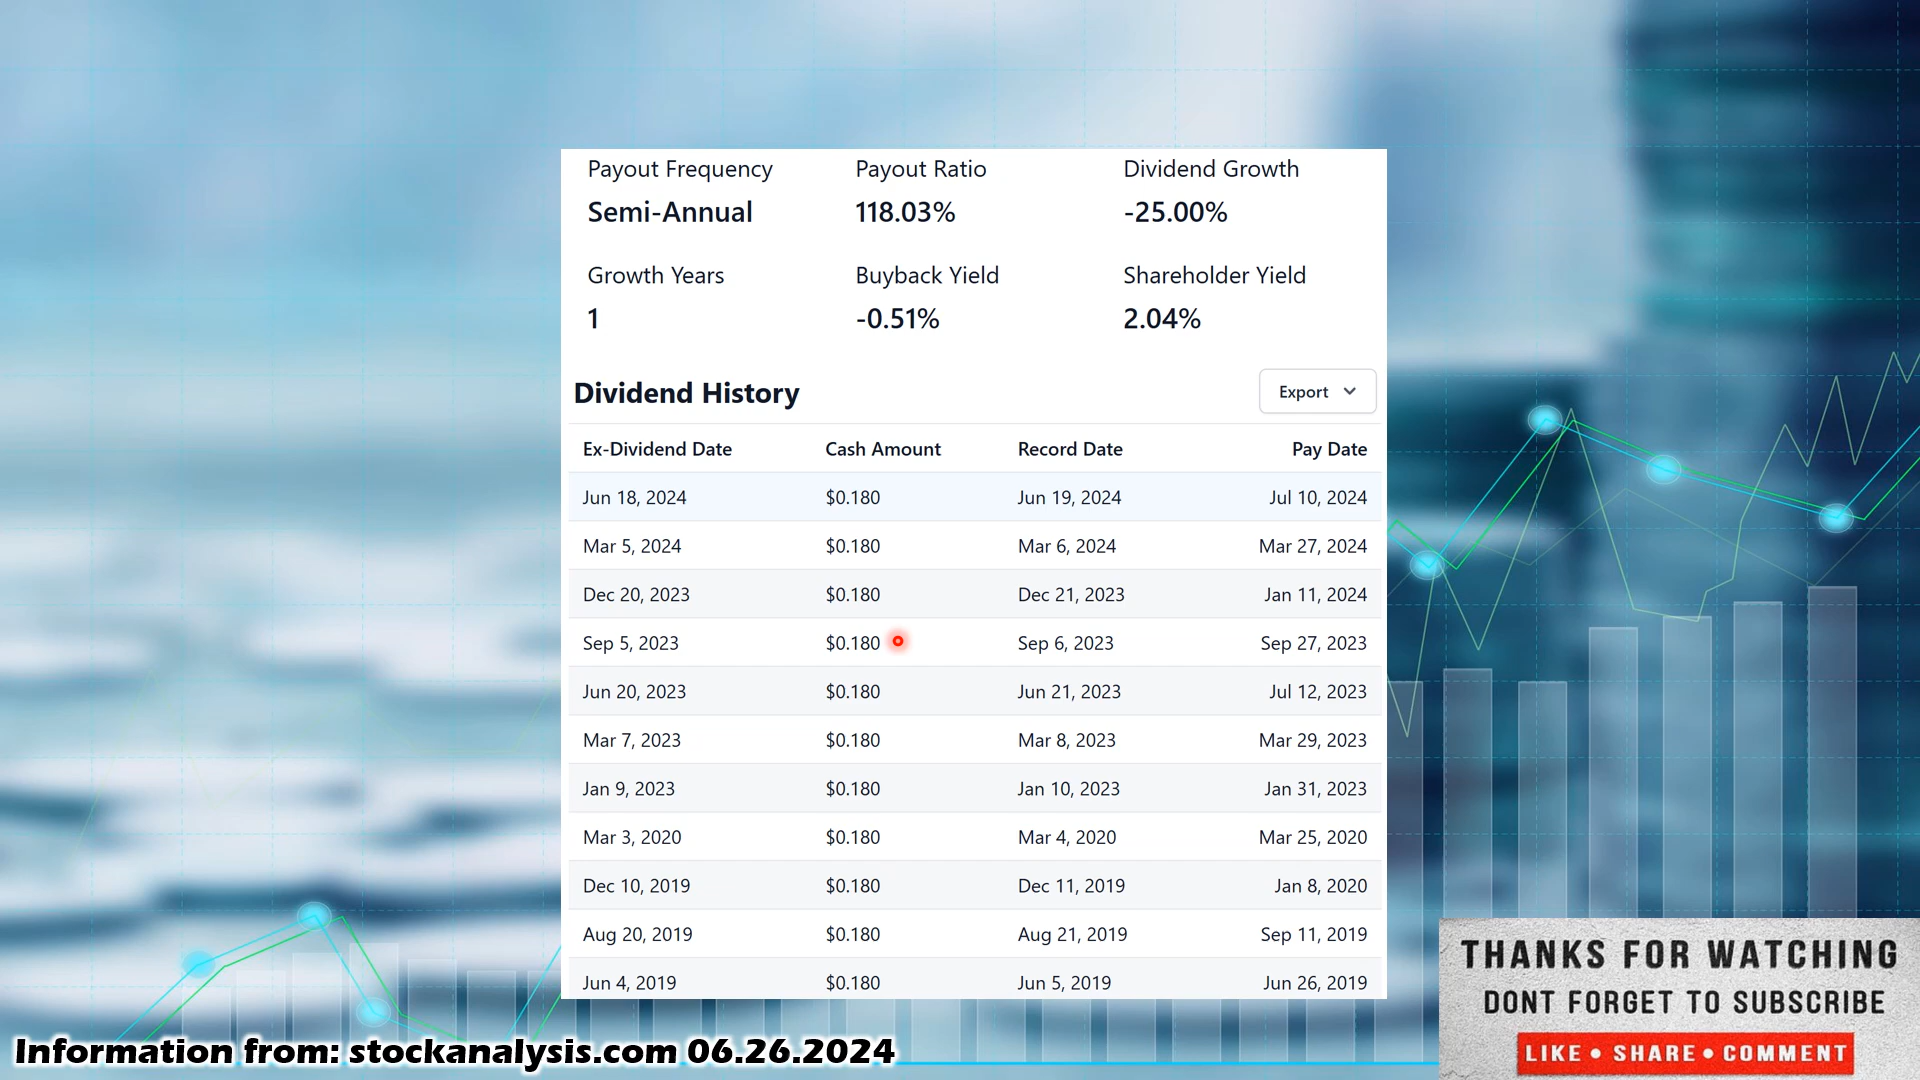 Payout Frequency Payout Ratio Dividend Growth
Semi-Annual 118.03% -25.00%
Growth Years Buyback Yield Shareholder Yield
1 -0.51% 2.04%
Dividend History Export
Ex-Dividend Date Cash Amount Record Date Pay Date
Jun 18, 2024 $0.180 Jun 19, 2024 Jul 10, 2024
Mar 5, 2024 $0.180 Mar 6, 2024 Mar 27, 2024
Dec 20, 2023 $0.180 Dec 21, 2023 Jan 11, 2024
Sep 5, 2023 $0.180 Sep 6, 2023 Sep 27, 2023
Jun 20, 2023 $0.180 Jun 21, 2023 Jul 12, 2023
Mar 7, 2023 $0.180 Mar 8, 2023 Mar 29, 2023
Jan 9, 2023 $0.180 Jan 10, 2023 Jan 31, 2023
Mar 3, 2020 $0.180 Mar 4, 2020 Mar 25, 2020
Dec 10, 2019 $0.180 Dec 11, 2019 Jan 8, 2020
Aug 20, 2019 $0.180 Aug 21, 2019 Sep 11, 2019
Jun 4, 2019 $0.180 Jun 5, 2019 Jun 26, 2019
THANKS FOR WATCHING
DONT FORGET TO SUBSCRIBE
LIKE • SHARE • COMMENT
Information from: stockanalysis.com 06.26.2024